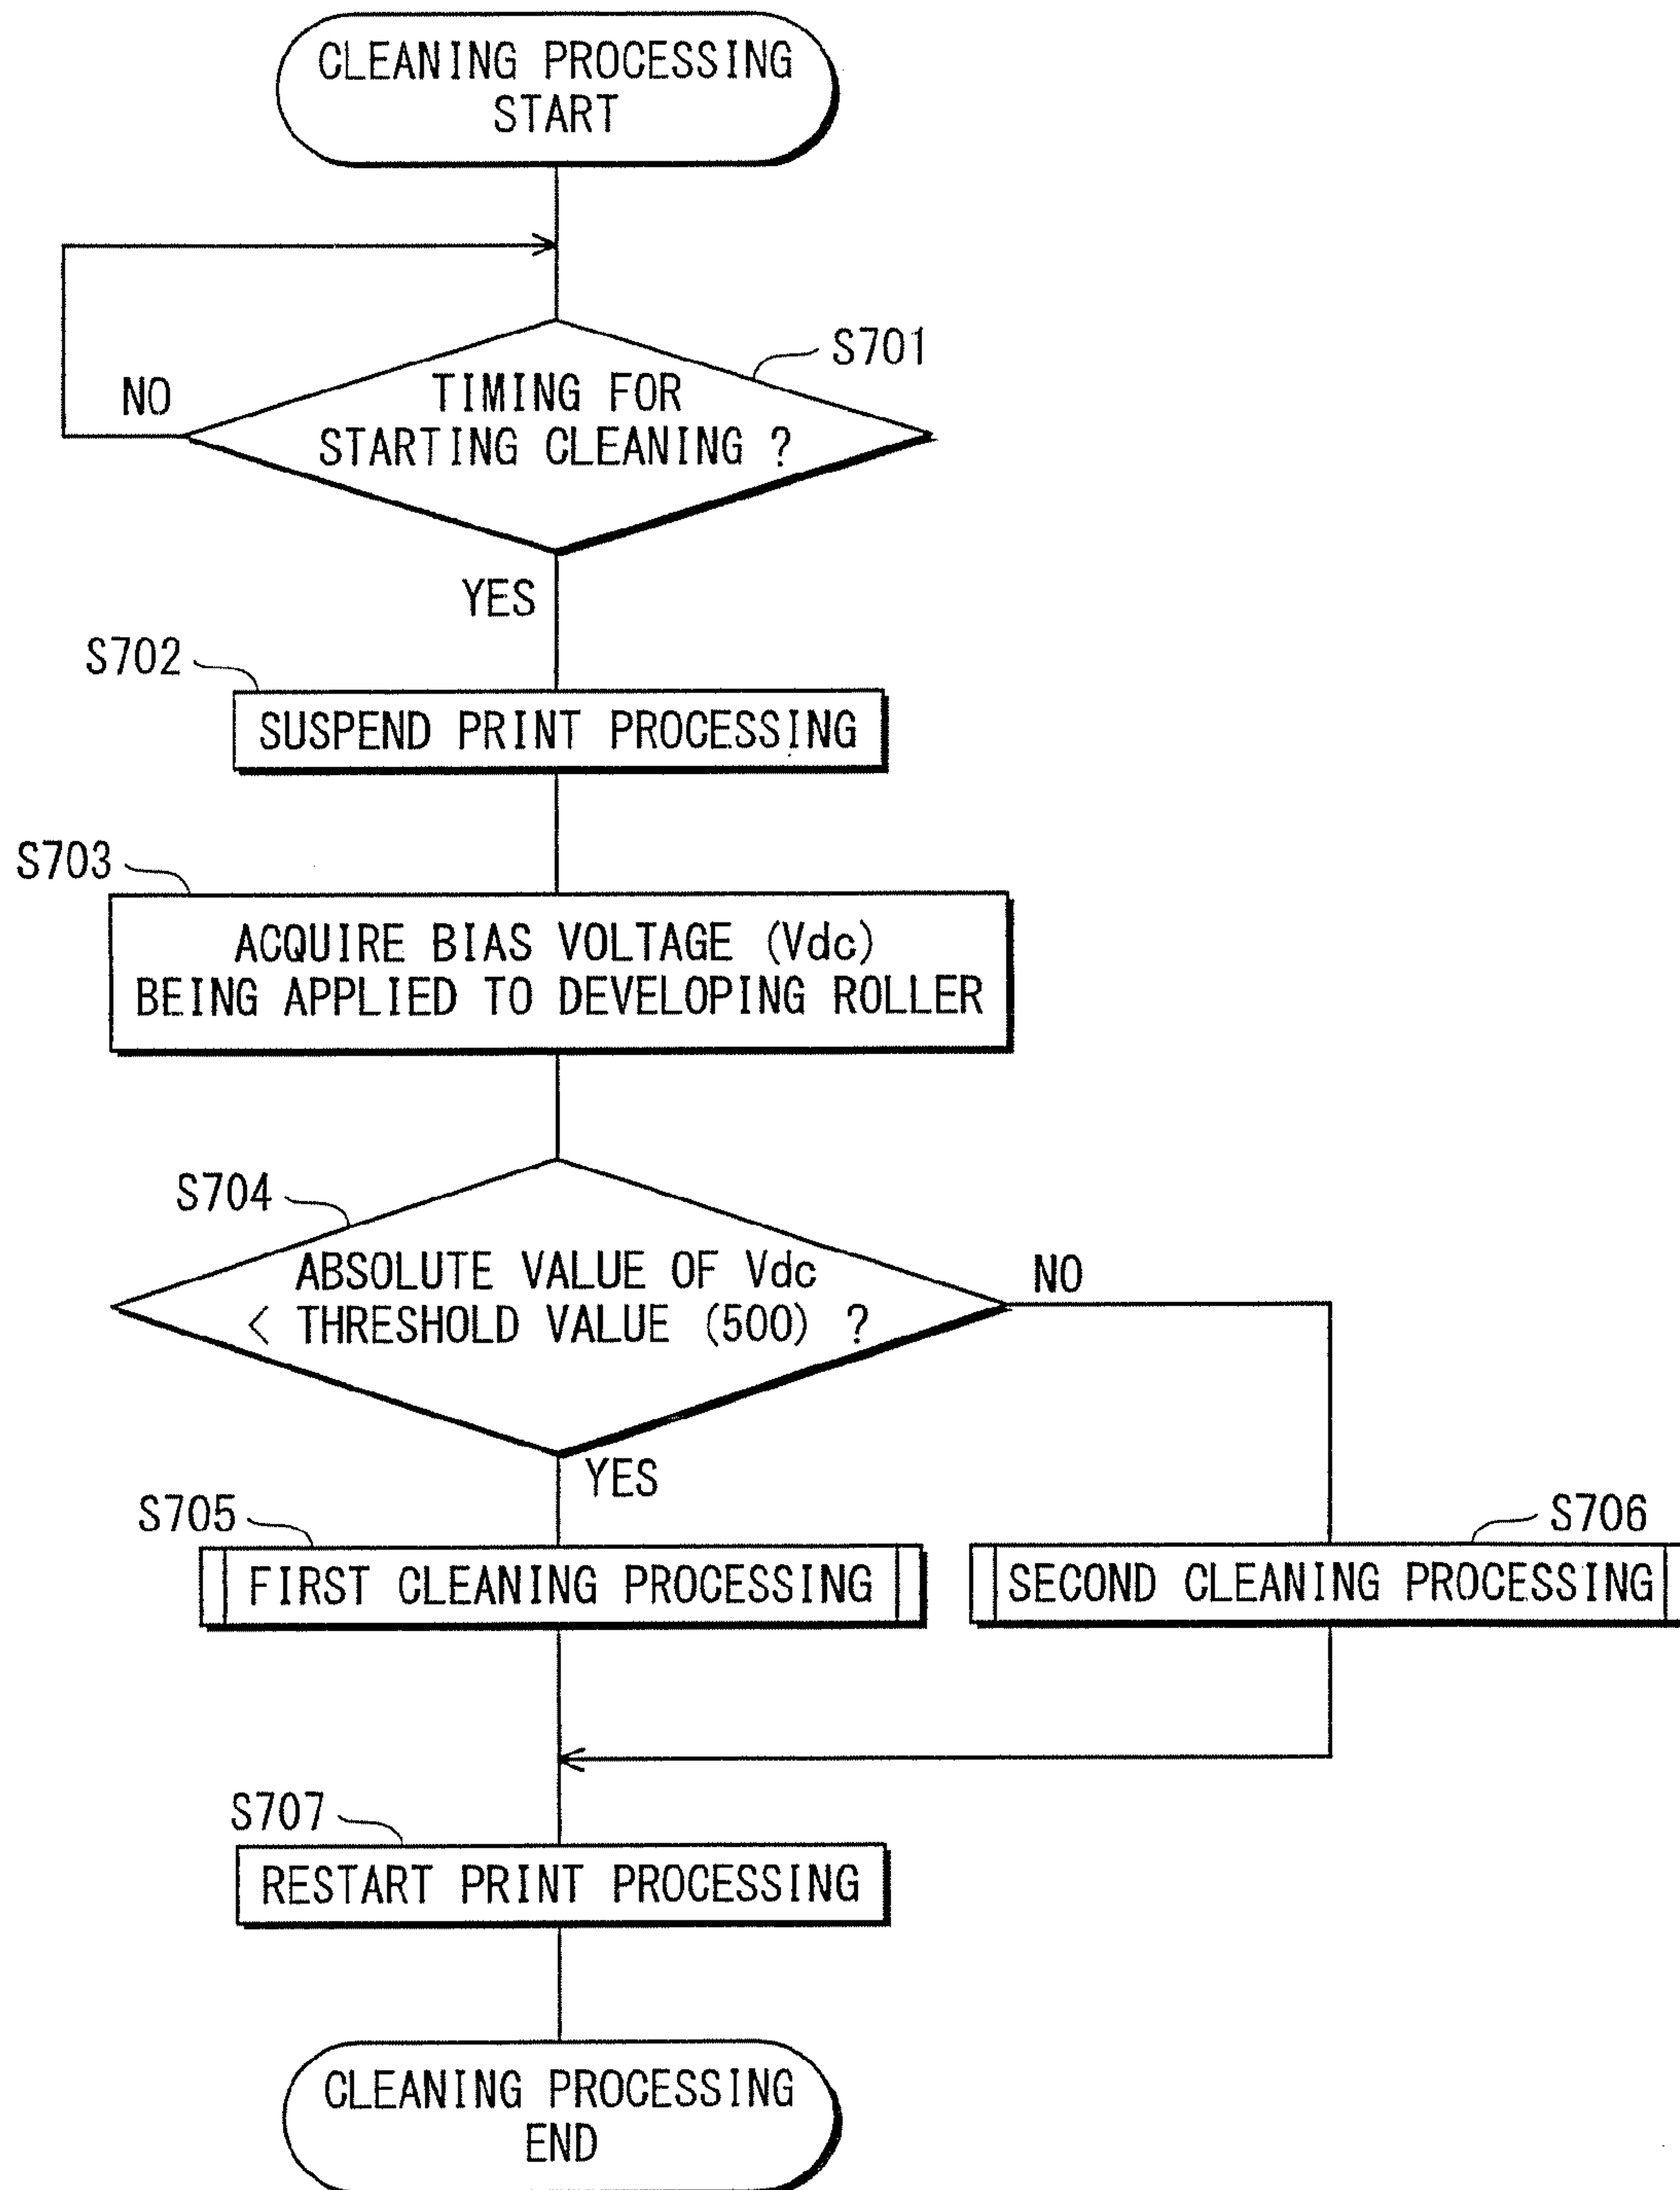 CLEANING PROCESSING
START
S701
NO
TIMING FOR
STARTING CLEANING ?
YES
S702
SUSPEND PRINT PROCESSING
S703
ACQUIRE BIAS VOLTAGE (Vdc)
BEING APPLIED TO DEVELOPING ROLLER
S704
ABSOLUTE VALUE OF Vdc
< THRESHOLD VALUE (500) ?
NO
YES
S705
FIRST CLEANING PROCESSING
S706
SECOND CLEANING PROCESSING
S707
RESTART PRINT PROCESSING
CLEANING PROCESSING
END